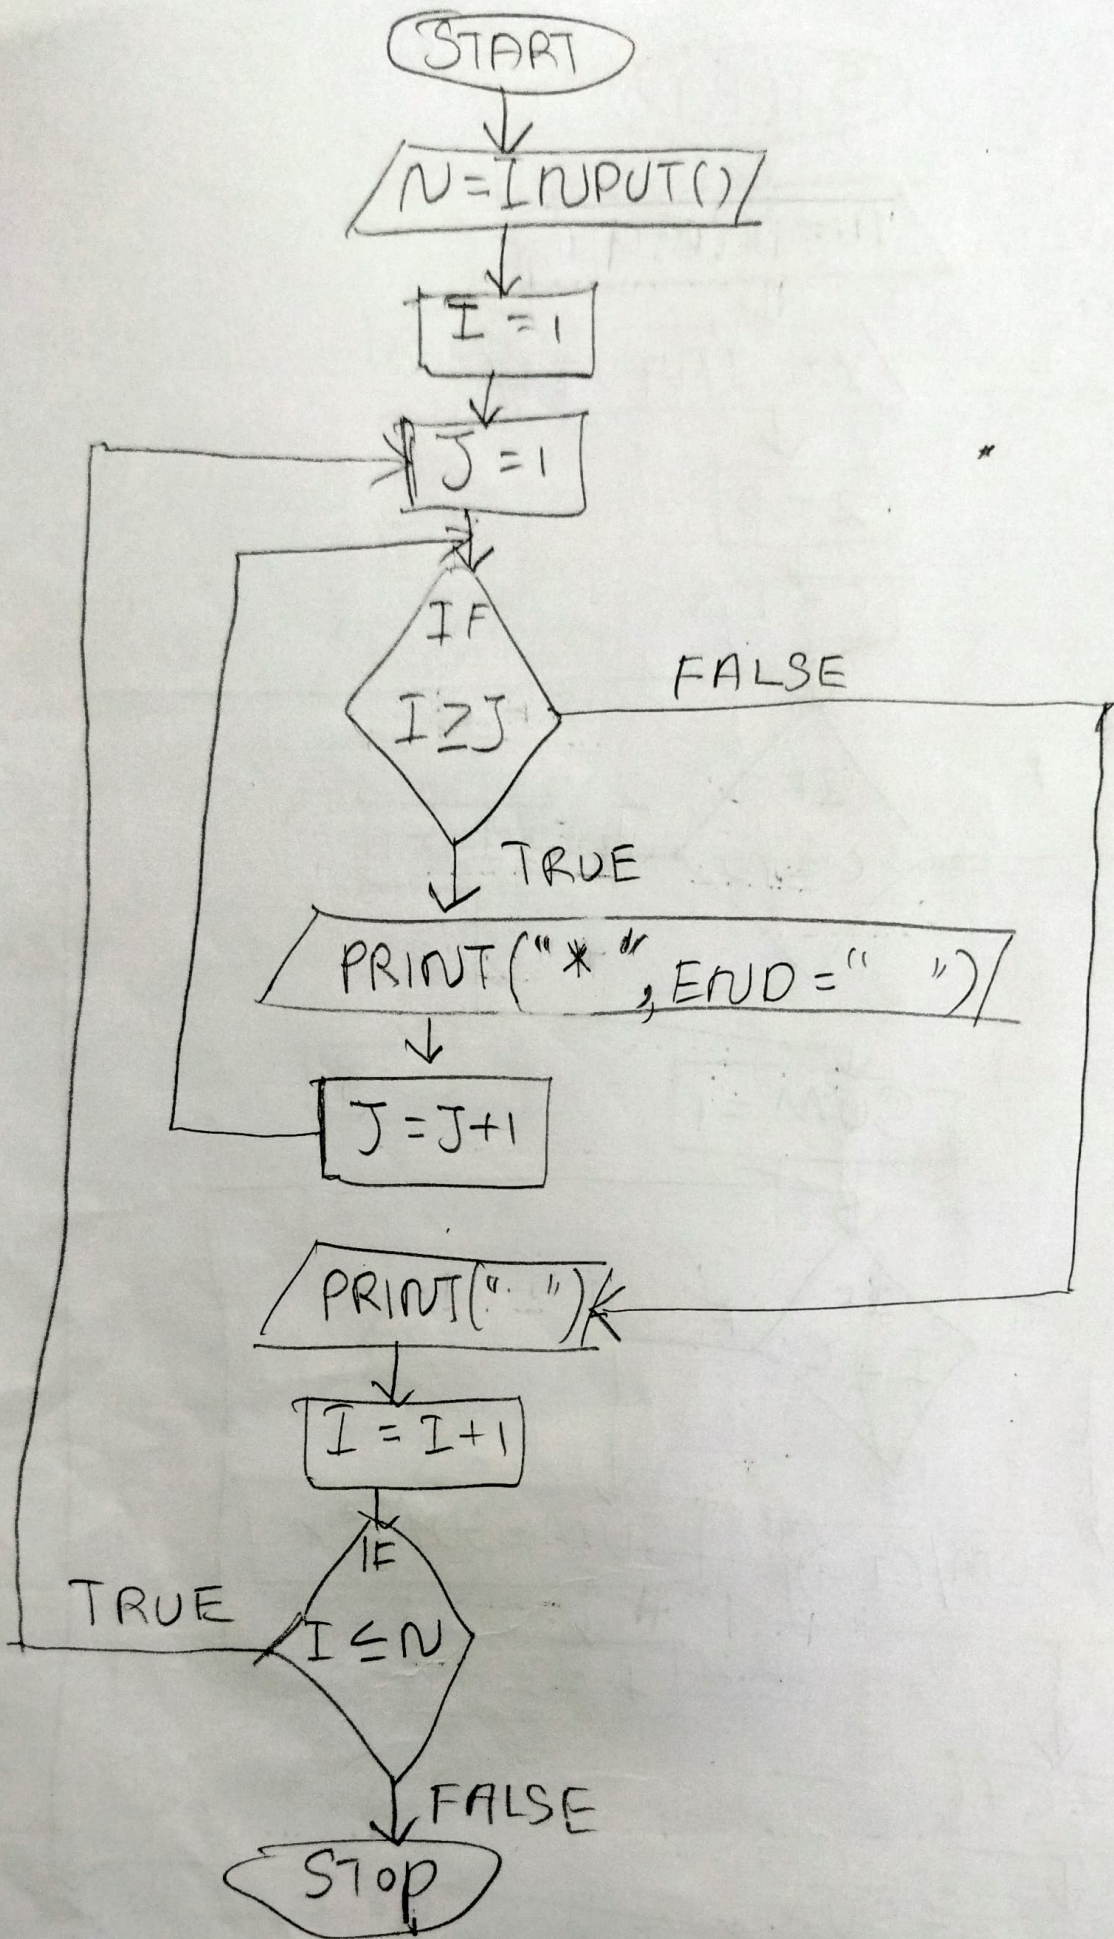 START
N=INPUT()
I=1
J=1
IF
I≥J
FALSE
TRUE
PRINT("*", END=" ")
J=J+1
PRINT(" ")
I=I+1
IF
I≤N
TRUE
FALSE
STOP